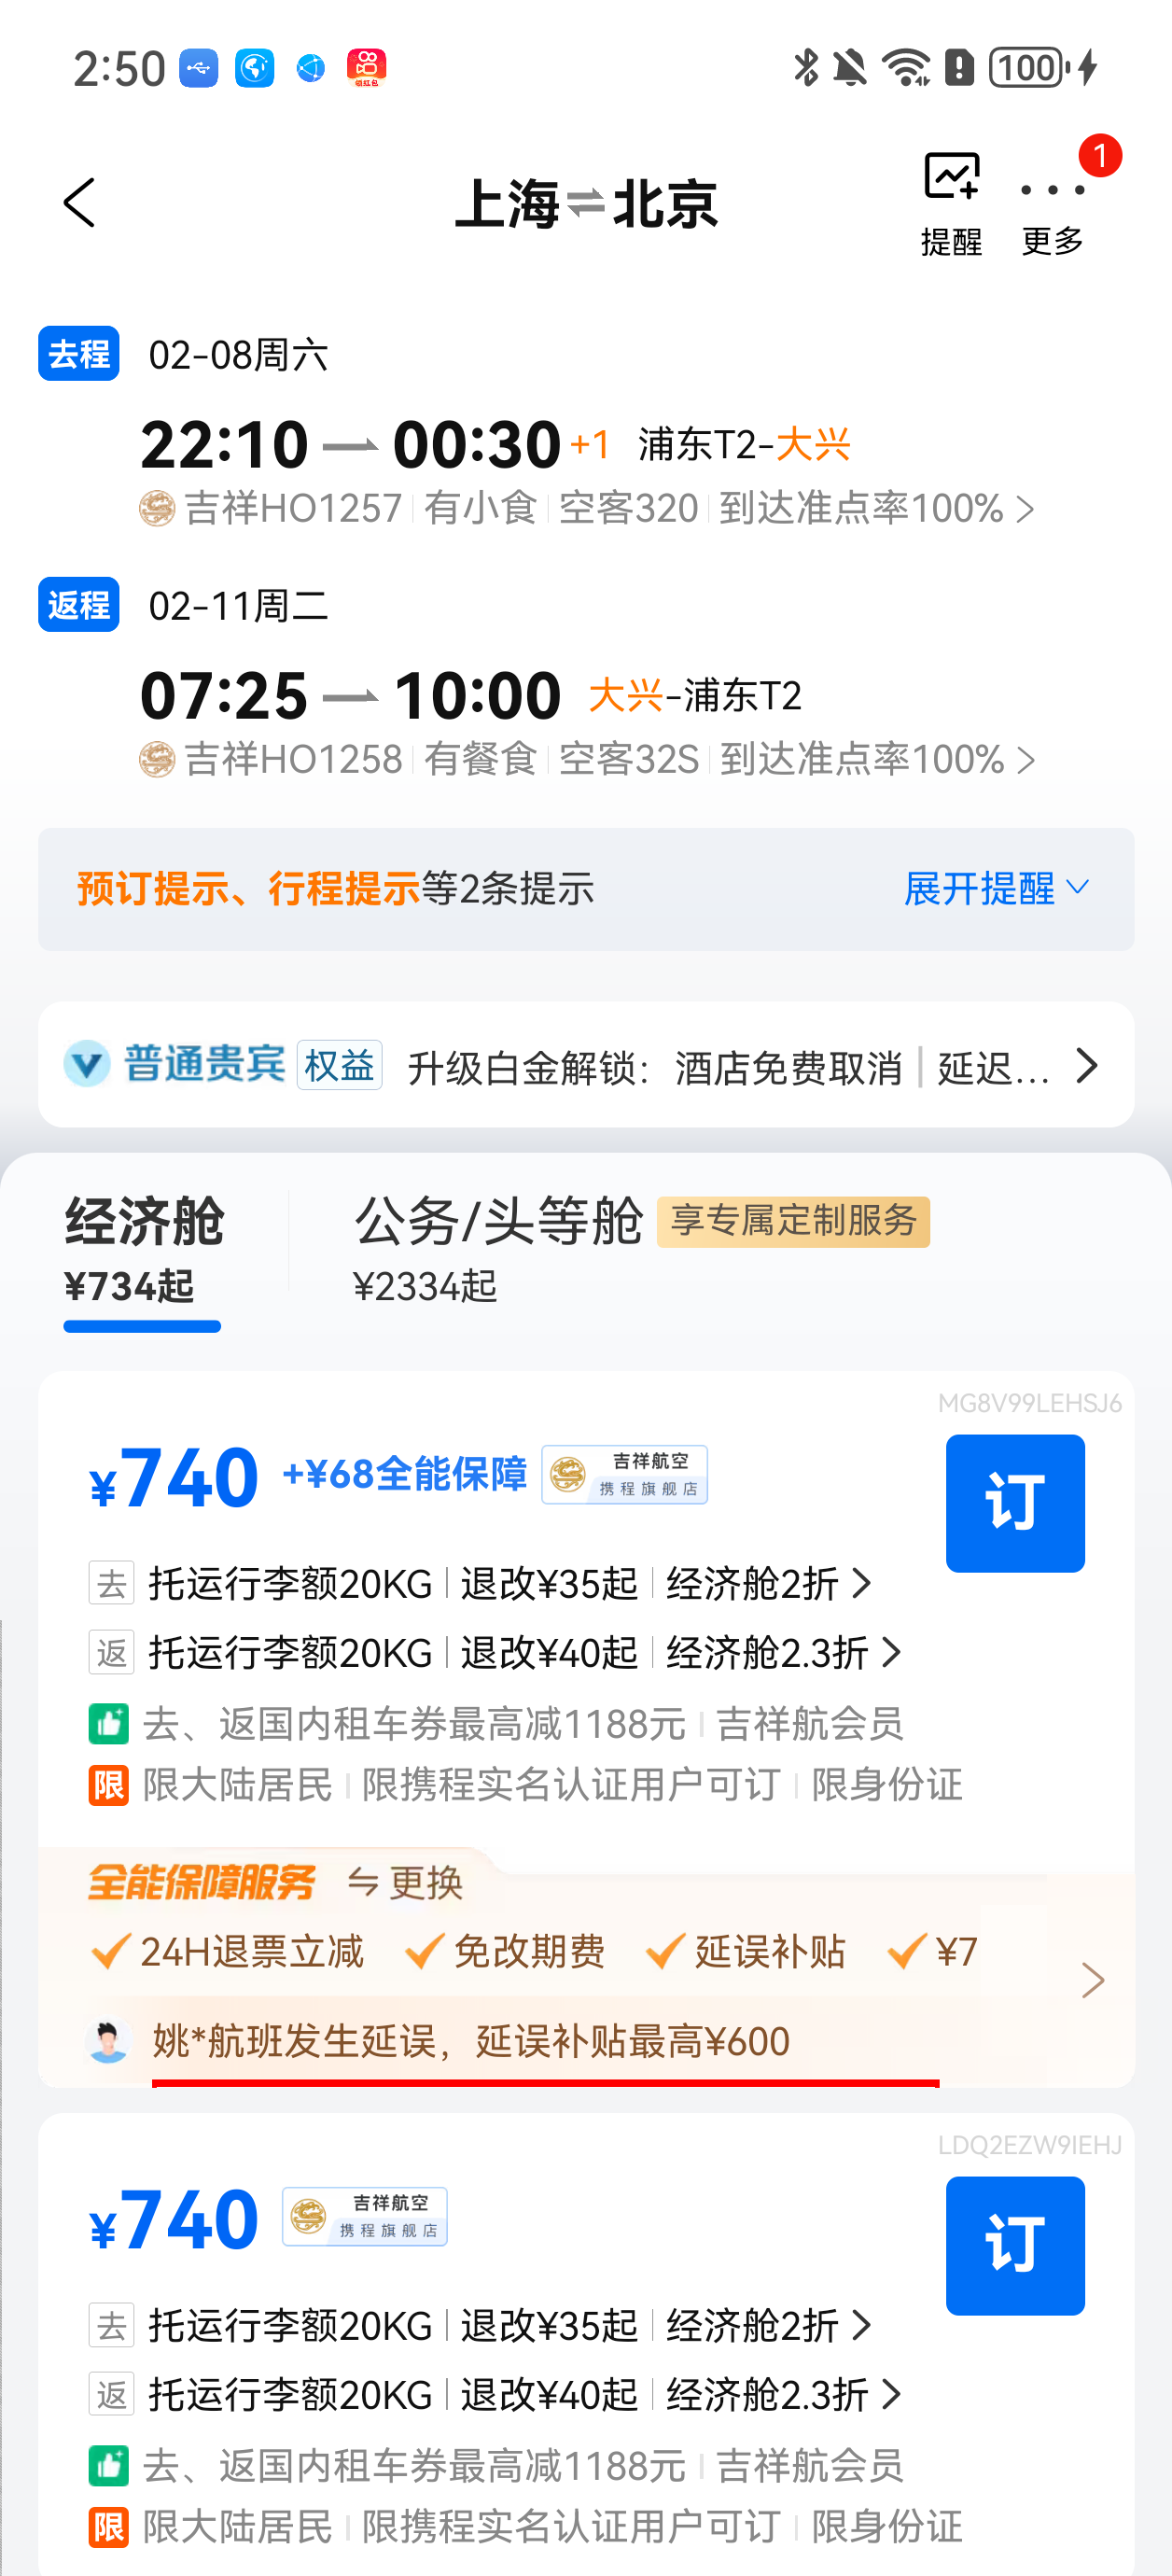 2:50 领红包 100
上海⇌北京
1
提醒 更多
去程 02-08周六
22:10 00:30 +1 浦东T2-大兴
吉祥HO1257 有小食 空客320 到达准点率100%
返程 02-11周二
07:25 10:00 大兴-浦东T2
吉祥HO1258 有餐食 空客32S 到达准点率100%
预订提示、行程提示等2条提示 展开提醒
普通贵宾 权益 升级白金解锁：酒店免费取消 | 延迟...
经济舱 公务/头等舱 享专属定制服务
¥734起 ¥2334起
MG8V99LEHSJ6
¥740 +¥68全能保障 吉祥航空 携程旗舰店 订
去 托运行李额20KG 退改¥35起 经济舱2折
返 托运行李额20KG 退改¥40起 经济舱2.3折
去、返国内租车券最高减1188元 吉祥航会员
限 限大陆居民 限携程实名认证用户可订 限身份证
全能保障服务 更换
24H退票立减 免改期费 延误补贴 ¥7
姚*航班发生延误，延误补贴最高¥600
LDQ2EZW9IEHJ
¥740 吉祥航空 携程旗舰店 订
去 托运行李额20KG 退改¥35起 经济舱2折
返 托运行李额20KG 退改¥40起 经济舱2.3折
去、返国内租车券最高减1188元 吉祥航会员
限 限大陆居民 限携程实名认证用户可订 限身份证